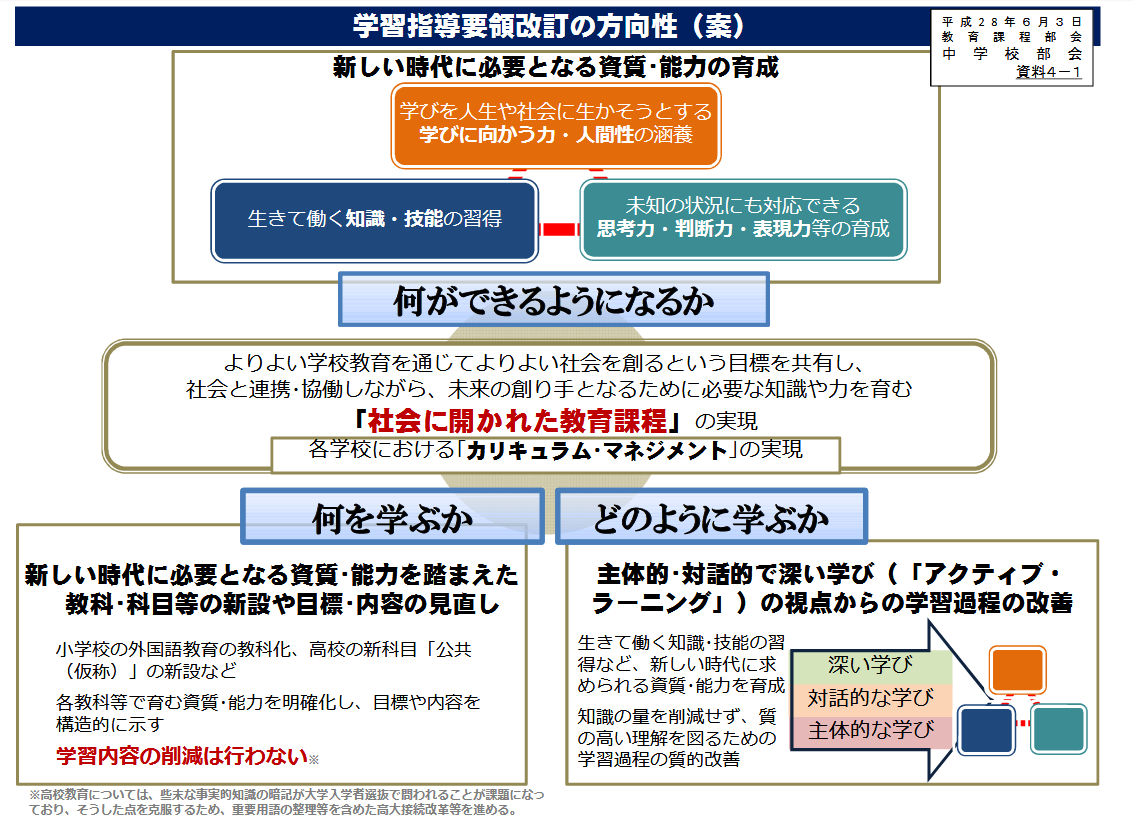 学習指導要領改訂の方向性（案）
平成２８年６月３日
教育課程部会
中学校部会
資料４－１
新しい時代に必要となる資質･能力の育成
学びを人生や社会に生かそうとする
学びに向かう力・人間性の涵養
生きて働く知識・技能の習得
未知の状況にも対応できる
思考力・判断力・表現力等の育成
何ができるようになるか
よりよい学校教育を通じてよりよい社会を創るという目標を共有し、
社会と連携･協働しながら、未来の創り手となるために必要な知識や力を育む
「社会に開かれた教育課程」の実現
各学校における「カリキュラム･マネジメント」の実現
何を学ぶか
どのように学ぶか
新しい時代に必要となる資質･能力を踏まえた
教科･科目等の新設や目標･内容の見直し
小学校の外国語教育の教科化、高校の新科目「公共
（仮称）」の新設など
各教科等で育む資質･能力を明確化し、目標や内容を
構造的に示す
学習内容の削減は行わない※
主体的･対話的で深い学び（「アクティブ・
ラーニング」）の視点からの学習過程の改善
生きて働く知識･技能の習
得など、新しい時代に求
められる資質･能力を育成
知識の量を削減せず、質
の高い理解を図るための
学習過程の質的改善
深い学び
対話的な学び
主体的な学び
※高校教育については、些末な事実的知識の暗記が大学入学者選抜で問われることが課題になっ
ており、そうした点を克服するため、重要用語の整理等を含めた高大接続改革等を進める。